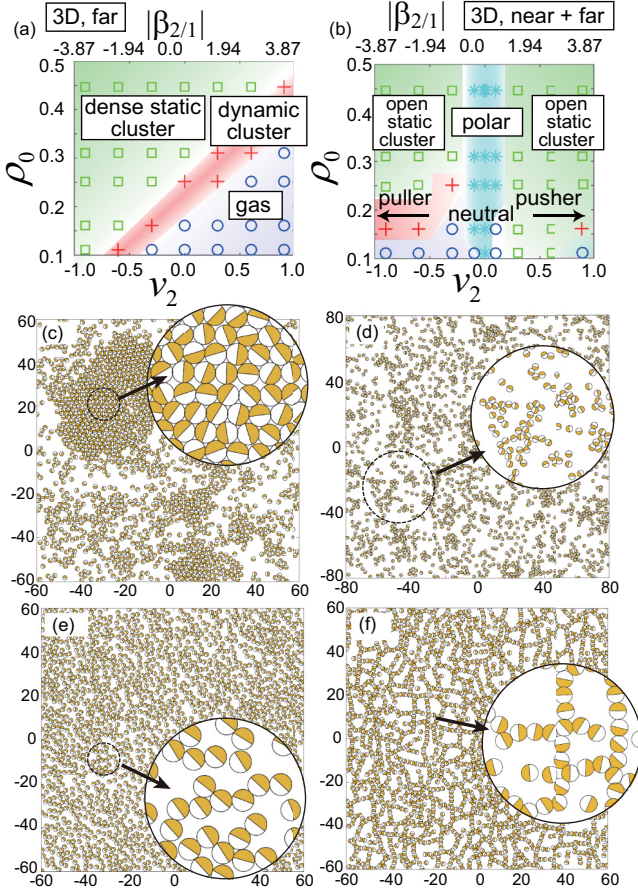 (a) 3D, far |β2/1|
-3.87 -1.94 0.0 1.94 3.87
0.5
0.4
0.3
0.2
0.1
ρ0
dense static
cluster
dynamic
cluster
gas
-1.0 -0.5 0.0 0.5 1.0
v2
(b) |β2/1| 3D, near + far
-3.87 -1.94 0.0 1.94 3.87
0.5
0.4
0.3
0.2
0.1
ρ0
open
static
cluster
polar
open
static
cluster
puller
neutral
pusher
-1.0 -0.5 0.0 0.5 1.0
v2
(c)
60
40
20
0
-20
-40
-60
-60 -40 -20 0 20 40 60
(d)
80
40
0
-40
-80
-80 -40 0 40 80
(e)
60
40
20
0
-20
-40
-60
-60 -40 -20 0 20 40 60
(f)
60
40
20
0
-20
-40
-60
-60 -40 -20 0 20 40 60